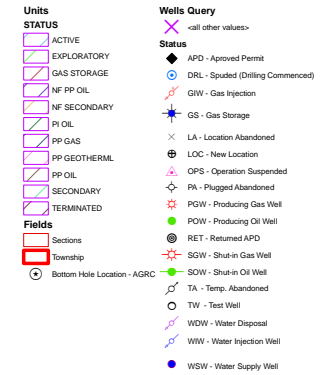 Units
STATUS
ACTIVE
EXPLORATORY
GAS STORAGE
NF PP OIL
NF SECONDARY
PI OIL
PP GAS
PP GEOTHERML
PP OIL
SECONDARY
TERMINATED
Fields
Sections
Township
Bottom Hole Location - AGRC
Wells Query
<all other values>
Status
APD - Aproved Permit
DRL - Spuded (Drilling Commenced)
GIW - Gas Injection
GS - Gas Storage
LA - Location Abandoned
LOC - New Location
OPS - Operation Suspended
PA - Plugged Abandoned
PGW - Producing Gas Well
POW - Producing Oil Well
RET - Returned APD
SGW - Shut-in Gas Well
SOW - Shut-in Oil Well
TA - Temp. Abandoned
TW - Test Well
WDW - Water Disposal
WIW - Water Injection Well
WSW - Water Supply Well